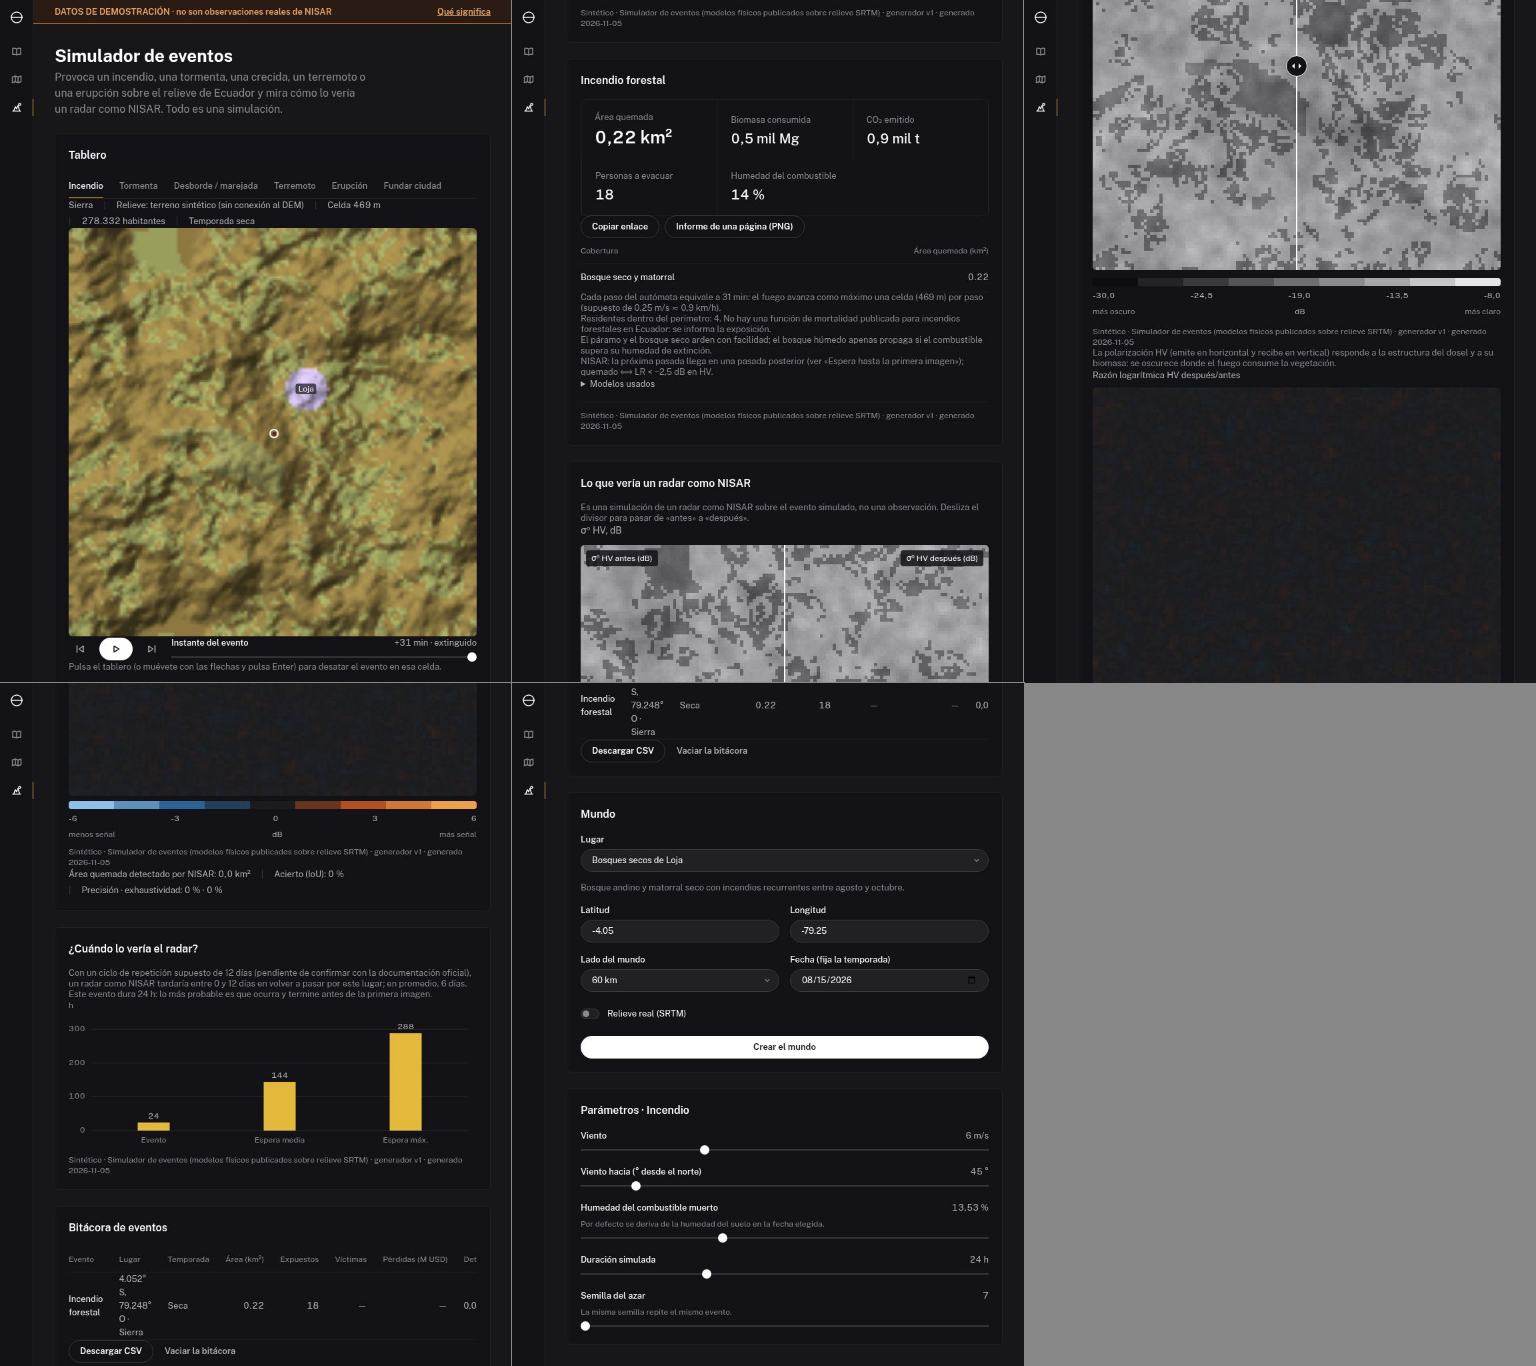 DATOS DE DEMOSTRACIÓN · no son observaciones reales de NISAR
Qué significa
Simulador de eventos
Provoca un incendio, una tormenta, una crecida, un terremoto o
una erupción sobre el relieve de Ecuador y mira cómo lo vería
un radar como NISAR. Todo es una simulación.
Tablero
Incendio Tormenta Desborde / marejada Terremoto Erupción Fundar ciudad
Sierra Relieve: terreno sintético (sin conexión al DEM) Celda 469 m
278.332 habitantes Temporada seca
Loja
Instante del evento +31 min · extinguido
Pulsa el tablero (o muévete con las flechas y pulsa Enter) para desatar el evento en esa celda.
Sintético · Simulador de eventos (modelos físicos publicados sobre relieve SRTM) · generador v1 · generado
2026-11-05
Incendio forestal
Área quemada Biomasa consumida CO₂ emitido
0,22 km² 0,5 mil Mg 0,9 mil t
Personas a evacuar Humedad del combustible
18 14 %
Copiar enlace Informe de una página (PNG)
Cobertura Área quemada (km²)
Bosque seco y matorral 0.22
Cada paso del autómata equivale a 31 min: el fuego avanza como máximo una celda (469 m) por paso
(supuesto de 0.25 m/s ≈ 0.9 km/h).
Residentes dentro del perímetro: 4. No hay una función de mortalidad publicada para incendios
forestales en Ecuador: se informa la exposición.
El páramo y el bosque seco arden con facilidad; el bosque húmedo apenas propaga si el combustible
supera su humedad de extinción.
NISAR: la próxima pasada llega en una pasada posterior (ver «Espera hasta la primera imagen»);
quemado ⟺ LR < −2,5 dB en HV.
Modelos usados
Sintético · Simulador de eventos (modelos físicos publicados sobre relieve SRTM) · generador v1 · generado
2026-11-05
Lo que vería un radar como NISAR
Es una simulación de un radar como NISAR sobre el evento simulado, no una observación. Desliza el
divisor para pasar de «antes» a «después».
σ⁰ HV, dB
σ⁰ HV antes (dB) σ⁰ HV después (dB)
-30,0 -24,5 -19,0 -13,5 -8,0
más oscuro dB más claro
Sintético · Simulador de eventos (modelos físicos publicados sobre relieve SRTM) · generador v1 · generado
2026-11-05
La polarización HV (emite en horizontal y recibe en vertical) responde a la estructura del dosel y a su
biomasa: se oscurece donde el fuego consume la vegetación.
Razón logarítmica HV después/antes
-6 -3 0 3 6
menos señal dB más señal
Sintético · Simulador de eventos (modelos físicos publicados sobre relieve SRTM) · generador v1 · generado
2026-11-05
Área quemada detectado por NISAR: 0,0 km² Acierto (IoU): 0 %
Precisión · exhaustividad: 0 % · 0 %
¿Cuándo lo vería el radar?
Con un ciclo de repetición supuesto de 12 días (pendiente de confirmar con la documentación oficial),
un radar como NISAR tardaría entre 0 y 12 días en volver a pasar por este lugar; en promedio, 6 días.
Este evento dura 24 h: lo más probable es que ocurra y termine antes de la primera imagen.
h
300
200
100
0
24
144
288
Evento Espera media Espera máx.
Sintético · Simulador de eventos (modelos físicos publicados sobre relieve SRTM) · generador v1 · generado
2026-11-05
Bitácora de eventos
Evento Lugar Temporada Área (km²) Expuestos Víctimas Pérdidas (M USD) Det
4.052°
S,
Incendio 79.248° Seca 0.22 18 — — 0,0
forestal O ·
Sierra
Descargar CSV Vaciar la bitácora
S,
Incendio 79.248° Seca 0.22 18 — — 0,0
forestal O ·
Sierra
Descargar CSV Vaciar la bitácora
Mundo
Lugar
Bosques secos de Loja
Bosque andino y matorral seco con incendios recurrentes entre agosto y octubre.
Latitud Longitud
-4.05 -79.25
Lado del mundo Fecha (fija la temporada)
60 km 08/15/2026
Relieve real (SRTM)
Crear el mundo
Parámetros · Incendio
Viento 6 m/s
Viento hacia (° desde el norte) 45 °
Humedad del combustible muerto 13,53 %
Por defecto se deriva de la humedad del suelo en la fecha elegida.
Duración simulada 24 h
Semilla del azar 7
La misma semilla repite el mismo evento.